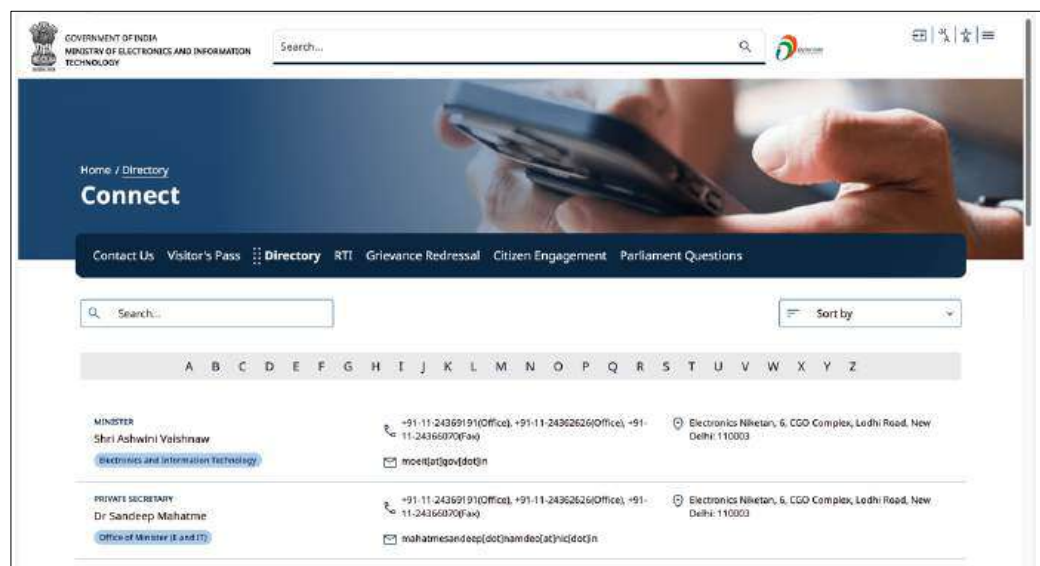 GOVERNMENT OF INDIA
MINISTRY OF ELECTRONICS AND INFORMATION
TECHNOLOGY
Search...
Home / Directory
Connect
Contact Us Visitor's Pass Directory RTI Grievance Redressal Citizen Engagement Parliament Questions
Search...
Sort by
A B C D E F G H I J K L M N O P Q R S T U V W X Y Z
MINISTER
Shri Ashwini Vaishnaw
Electronics and Information Technology
+91-11-24369191(Office), +91-11-24362626(Office), +91-
11-24366070(Fax)
moeit[at]gov[dot]in
Electronics Niketan, 6, CGO Complex, Lodhi Road, New
Delhi: 110003
PRIVATE SECRETARY
Dr Sandeep Mahatme
Office of Minister (E and IT)
+91-11-24369191(Office), +91-11-24362626(Office), +91-
11-24366070(Fax)
mahatmesandeep[dot]namdeo[at]nic[dot]in
Electronics Niketan, 6, CGO Complex, Lodhi Road, New
Delhi: 110003